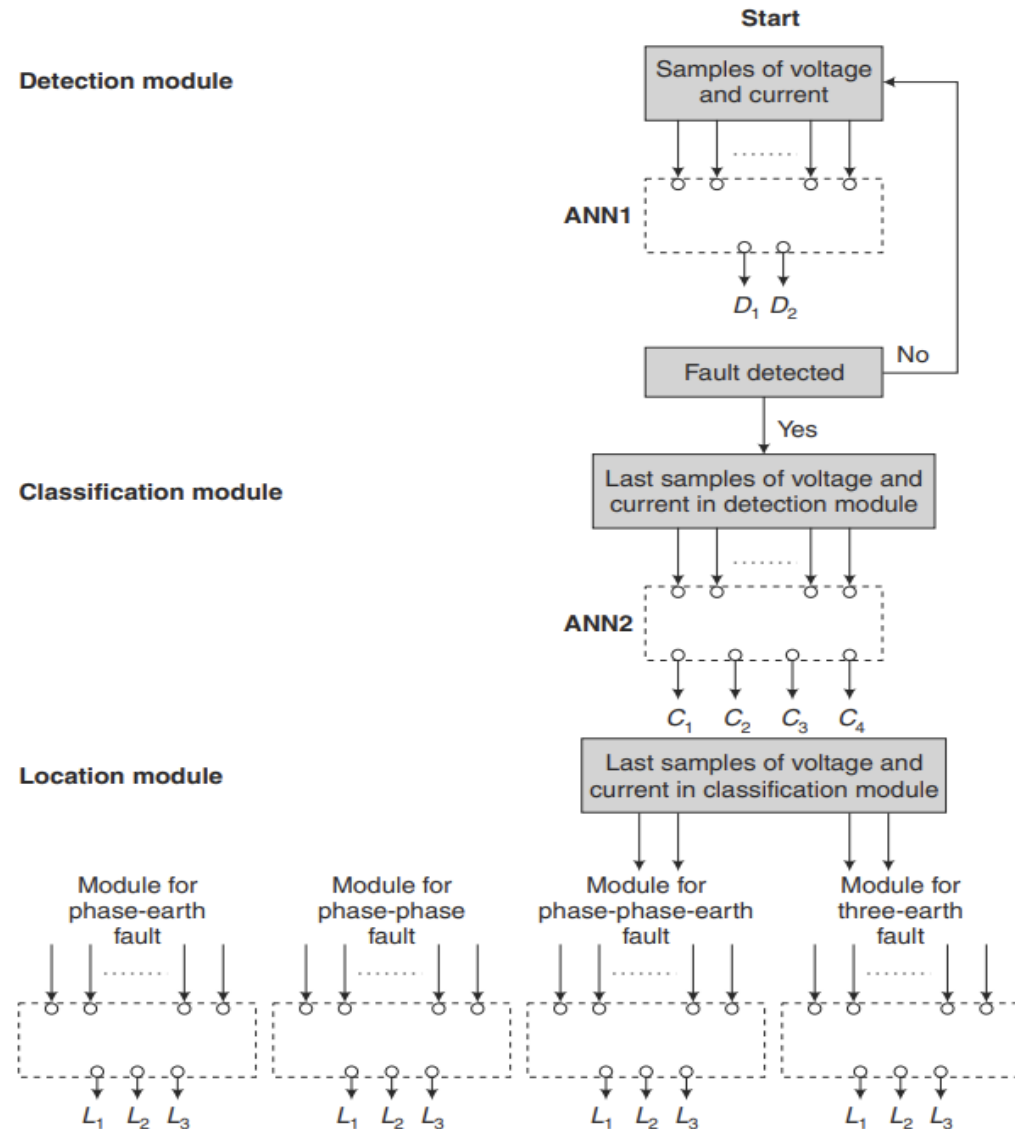 Start
Detection module
Samples of voltage
and current
ANN1
D1 D2
No
Fault detected
Yes
Classification module
Last samples of voltage and
current in detection module
ANN2
C1 C2 C3 C4
Location module
Last samples of voltage and
current in classification module
Module for
phase-earth
fault
Module for
phase-phase
fault
Module for
phase-phase-earth
fault
Module for
three-earth
fault
L1 L2 L3
L1 L2 L3
L1 L2 L3
L1 L2 L3